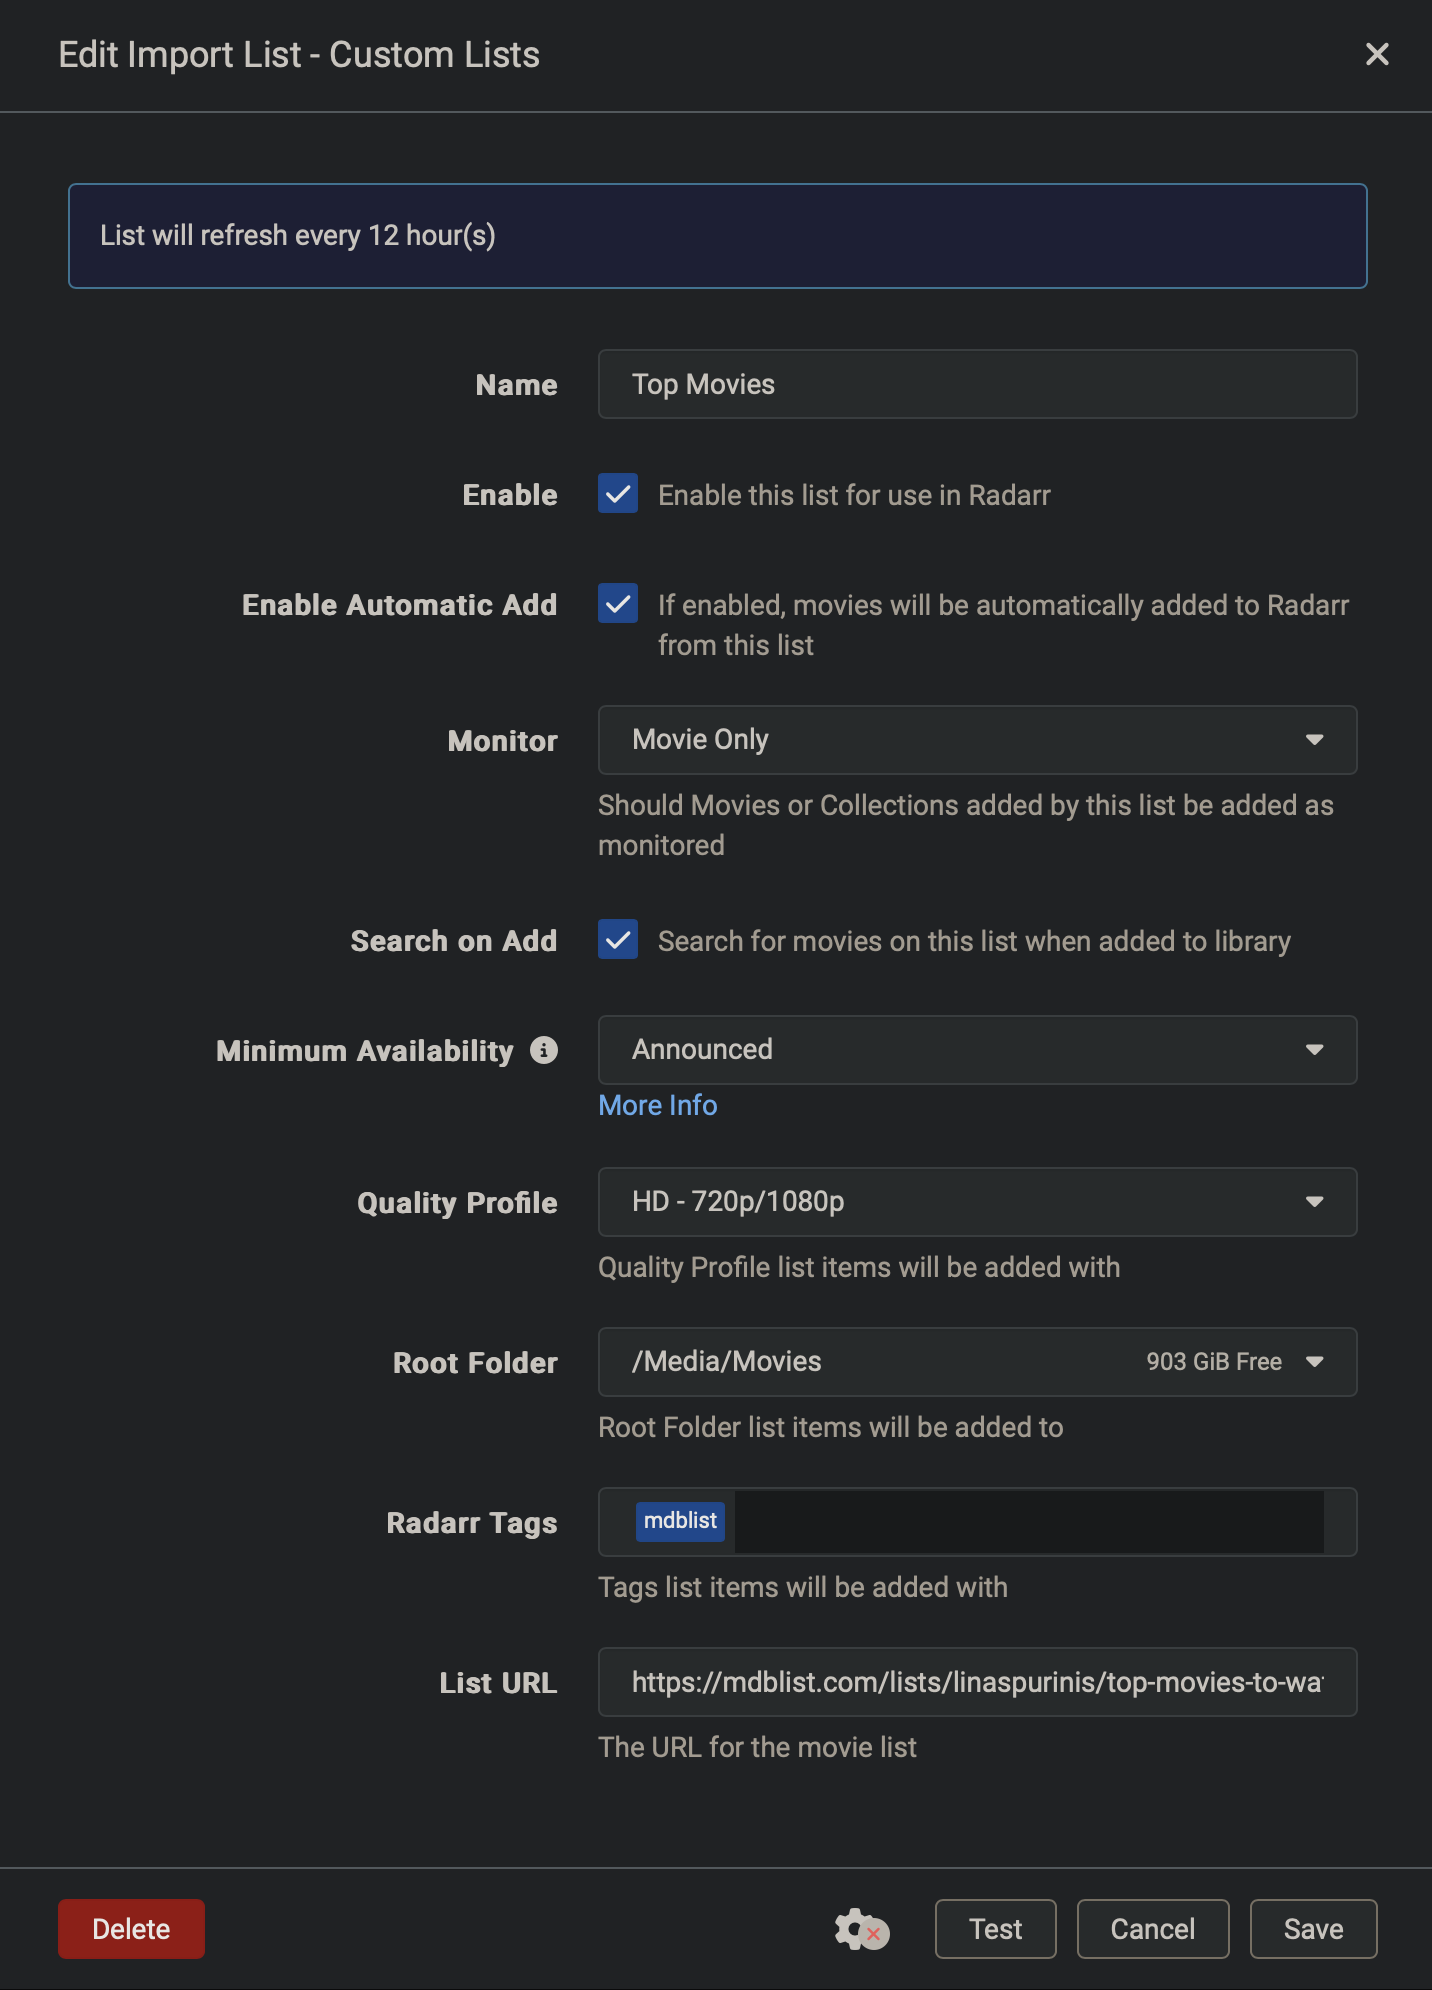 Edit Import List - Custom Lists
List will refresh every 12 hour(s)
Name
Top Movies
Enable
Enable this list for use in Radarr
Enable Automatic Add
If enabled, movies will be automatically added to Radarr
from this list
Monitor
Movie Only
Should Movies or Collections added by this list be added as
monitored
Search on Add
Search for movies on this list when added to library
Minimum Availability
Announced
More Info
Quality Profile
HD - 720p/1080p
Quality Profile list items will be added with
Root Folder
/Media/Movies
903 GiB Free
Root Folder list items will be added to
Radarr Tags
mdblist
Tags list items will be added with
List URL
https://mdblist.com/lists/linaspurinis/top-movies-to-wa
The URL for the movie list
Delete
Test
Cancel
Save